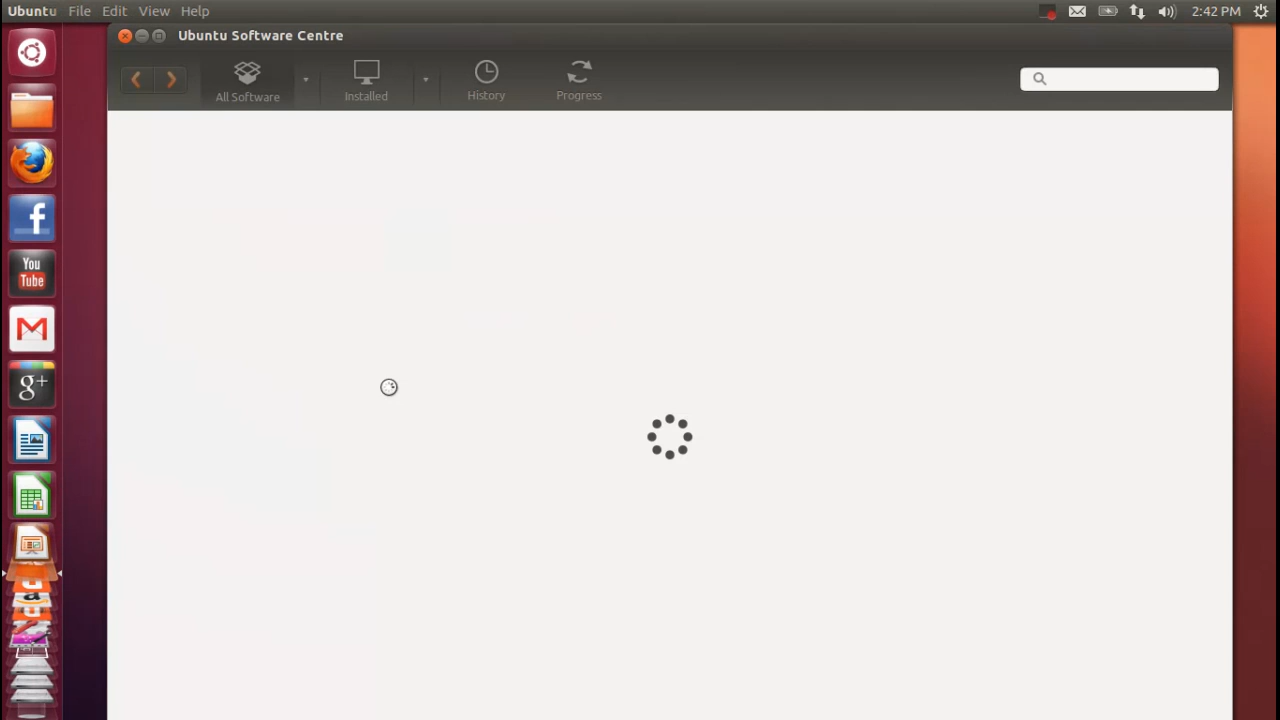 Ubuntu File Edit View Help 2:42 PM
Ubuntu Software Centre
All Software Installed History Progress
f
You
Tube
M
g+
a